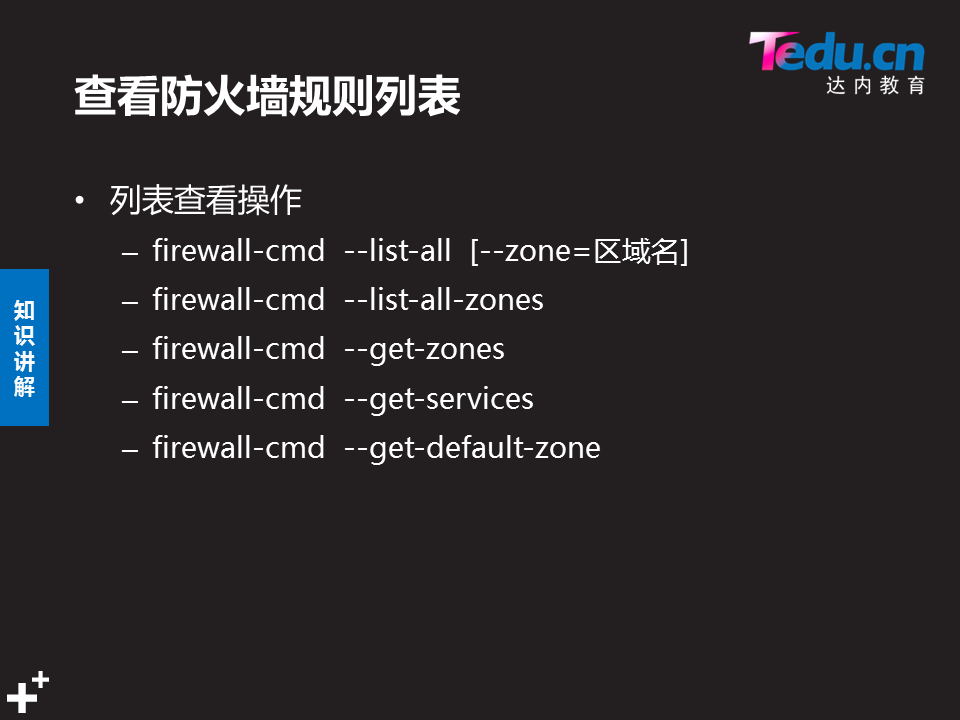 Tedu.cn
达内教育
查看防火墙规则列表
• 列表查看操作
– firewall-cmd --list-all [--zone=区域名]
– firewall-cmd --list-all-zones
– firewall-cmd --get-zones
– firewall-cmd --get-services
– firewall-cmd --get-default-zone
知
识
讲
解